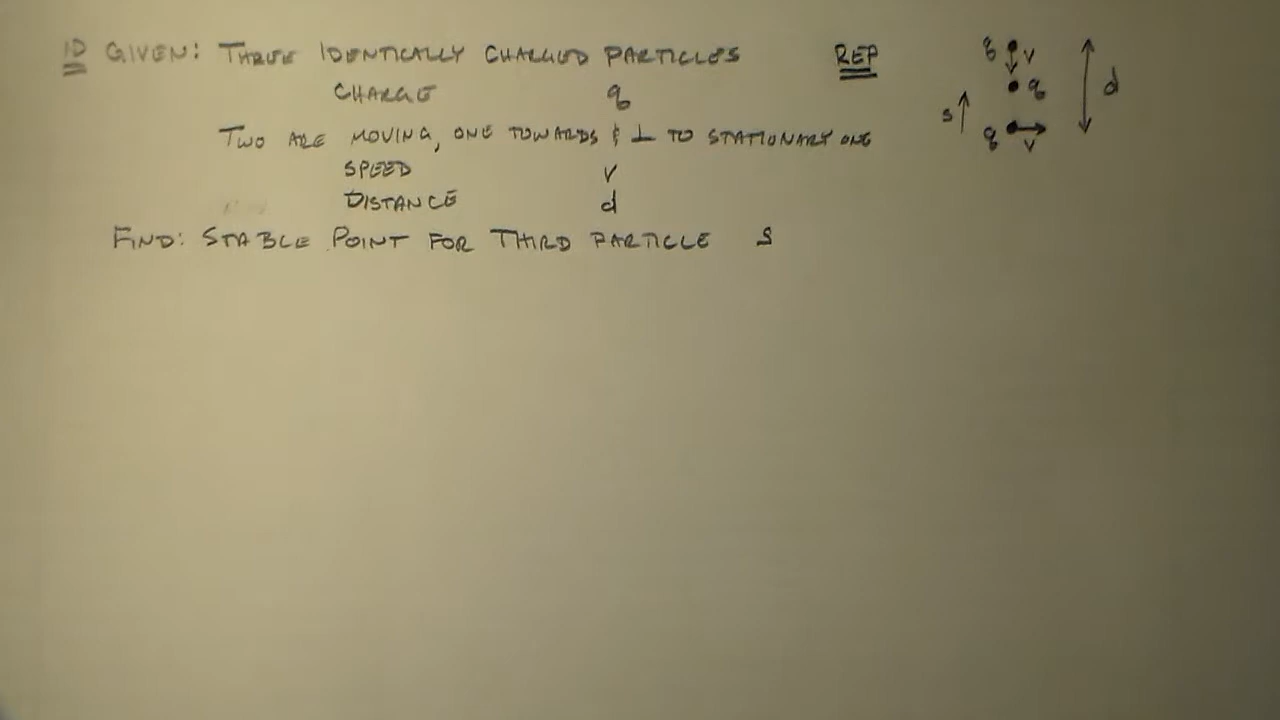 ID GIVEN: THREE IDENTICALLY CHARGED PARTICLES REP
CHARGE q
TWO ARE MOVING, ONE TOWARDS & ⊥ TO STATIONARY ONE
SPEED v
DISTANCE d
FIND: STABLE POINT FOR THIRD PARTICLE s
q v
q
s
d
q
v